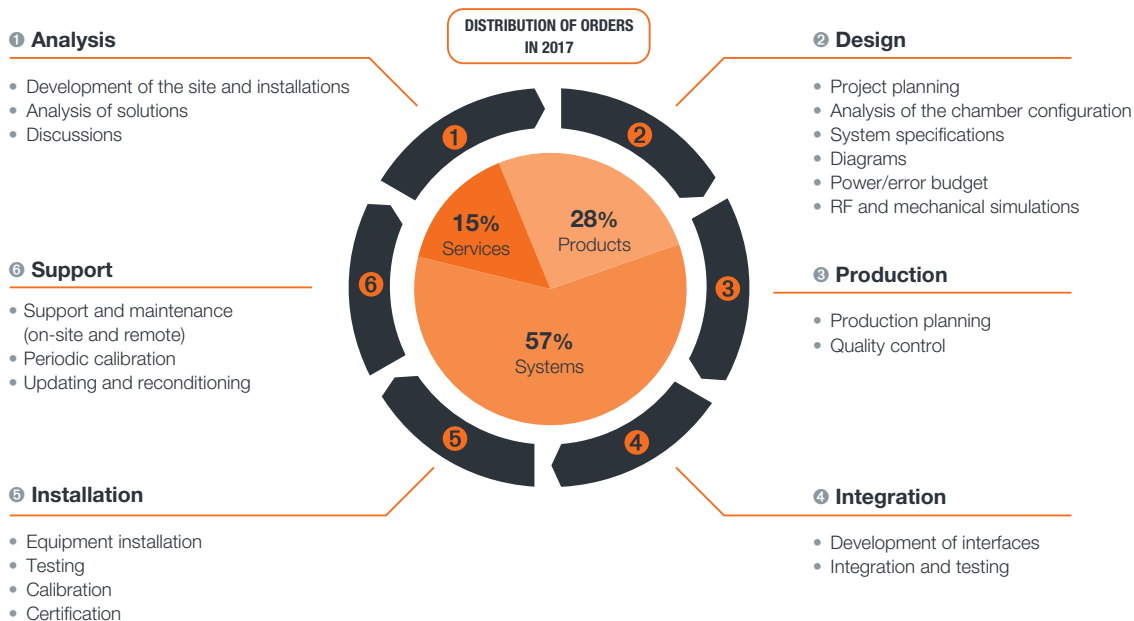 DISTRIBUTION OF ORDERS
IN 2017
❶ Analysis
• Development of the site and installations
• Analysis of solutions
• Discussions
❷ Design
• Project planning
• Analysis of the chamber configuration
• System specifications
• Diagrams
• Power/error budget
• RF and mechanical simulations
❸ Production
• Production planning
• Quality control
❹ Integration
• Development of interfaces
• Integration and testing
❺ Installation
• Equipment installation
• Testing
• Calibration
• Certification
❻ Support
• Support and maintenance
(on-site and remote)
• Periodic calibration
• Updating and reconditioning
1
2
3
4
5
6
15%
Services
28%
Products
57%
Systems